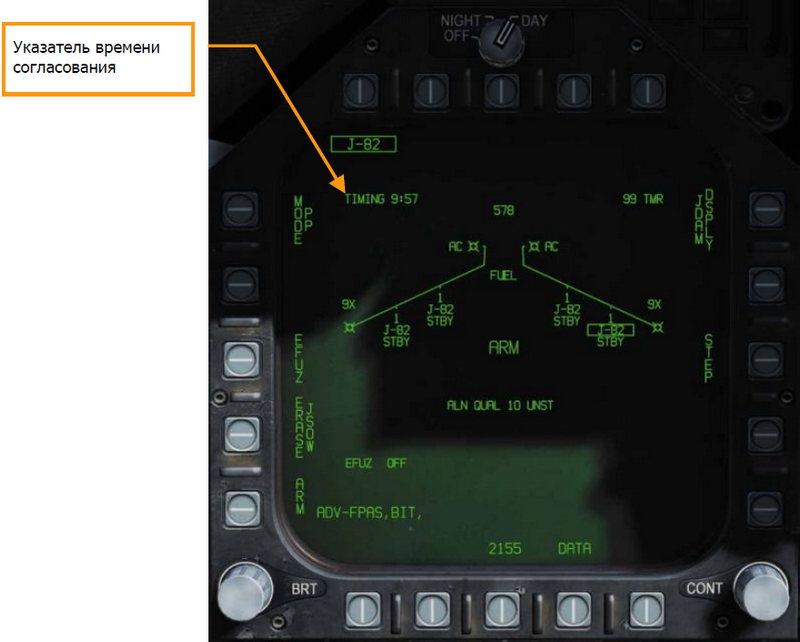 Указатель времени
согласования
NIGHT DAY
OFF
J-82
TIMING 9:57
99 TMR
578
MODE
PP
JDAM
DSPLY
AC AC
FUEL
9X 9X
1 1
J-82 J-82
STBY STBY
1 1
J-82 J-82
STBY STBY
ARM
EFUZ
STEP
ALN QUAL 10 UNST
ERASE
JSOW
EFUZ OFF
ARM
ADV-FPAS,BIT,
2155 DATA
BRT CONT